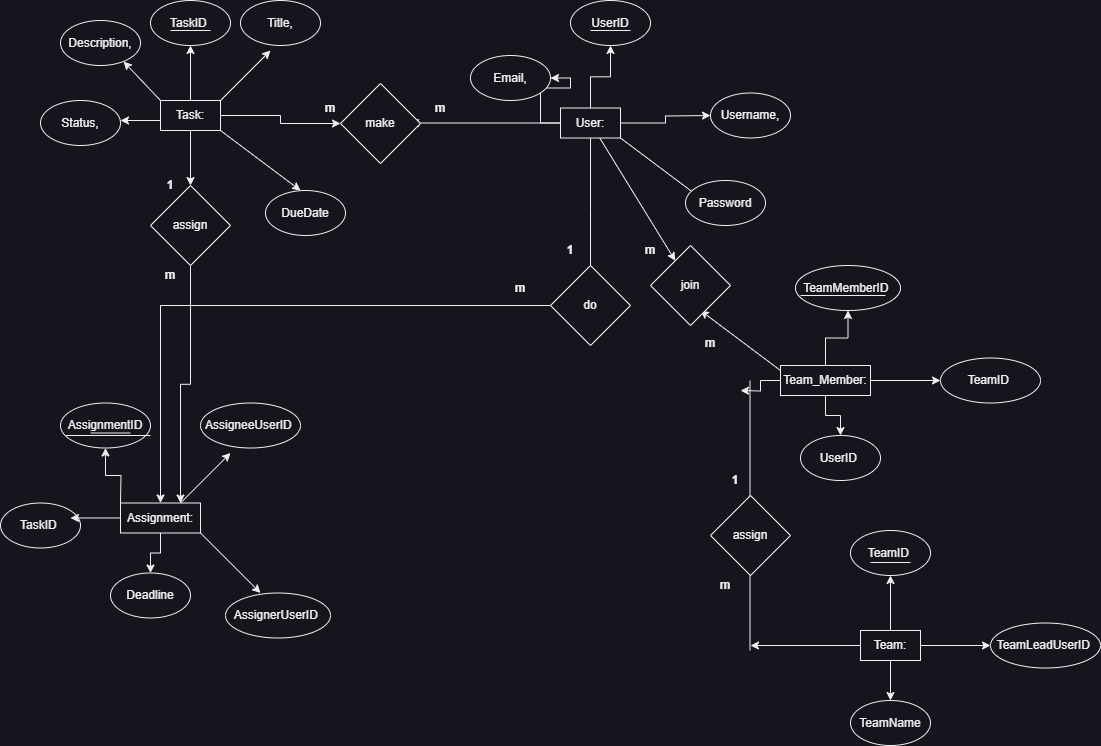 TaskID
Title,
UserID
Description,
Email,
m
m
Task:
make
User:
Username,
Status,
1
Password
DueDate
assign
1
m
m
m
join
TeamMemberID
do
m
Team_Member:
TeamID
AssignmentID
AssigneeUserID
UserID
1
TaskID
Assignment:
assign
TeamID
m
Deadline
AssignerUserID
Team:
TeamLeadUserID
TeamName